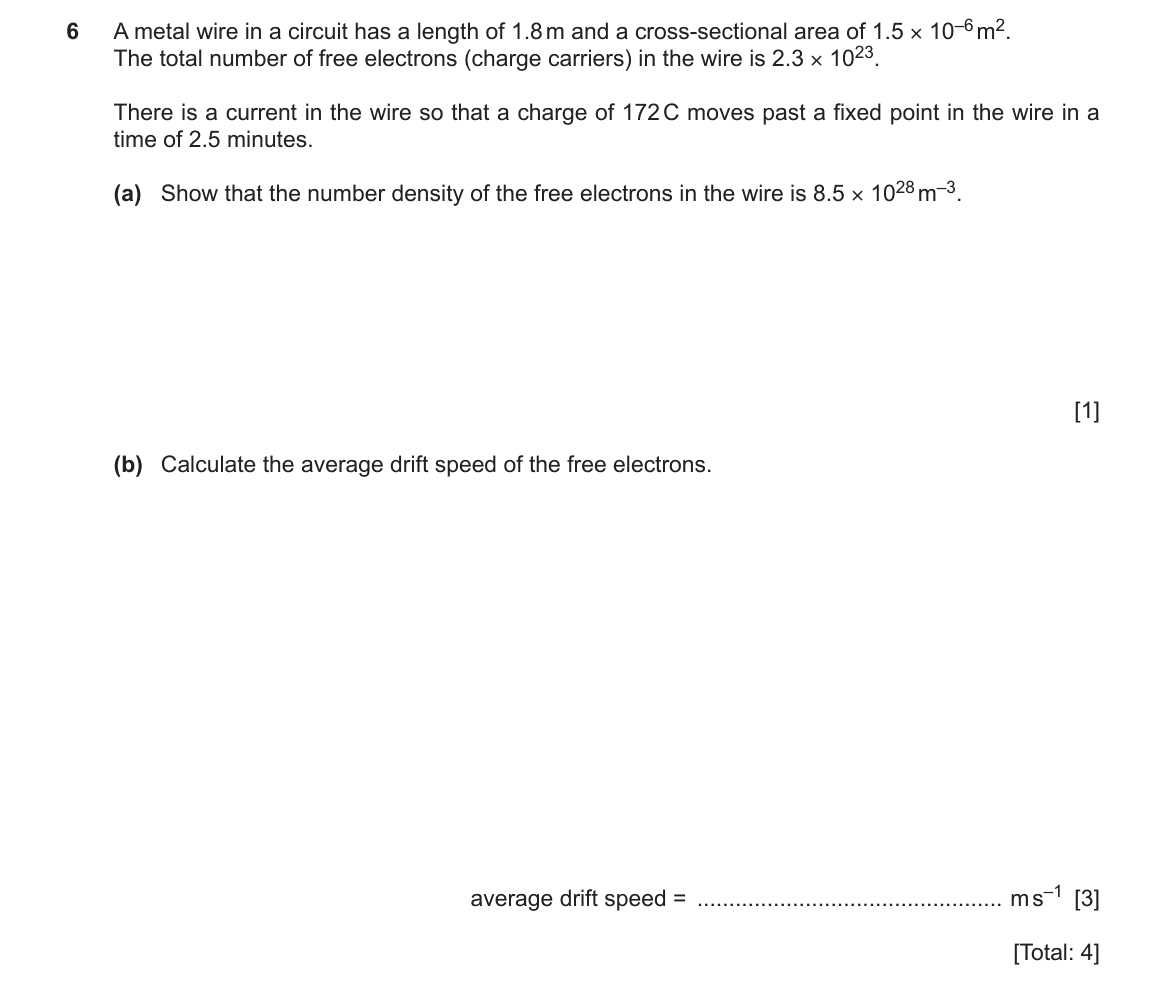 6 A metal wire in a circuit has a length of 1.8 m and a cross-sectional area of 1.5 × 10⁻⁶ m².
The total number of free electrons (charge carriers) in the wire is 2.3 × 10²³.
There is a current in the wire so that a charge of 172 C moves past a fixed point in the wire in a
time of 2.5 minutes.
(a) Show that the number density of the free electrons in the wire is 8.5 × 10²⁸ m⁻³.
[1]
(b) Calculate the average drift speed of the free electrons.
average drift speed = ................................................ m s⁻¹ [3]
[Total: 4]